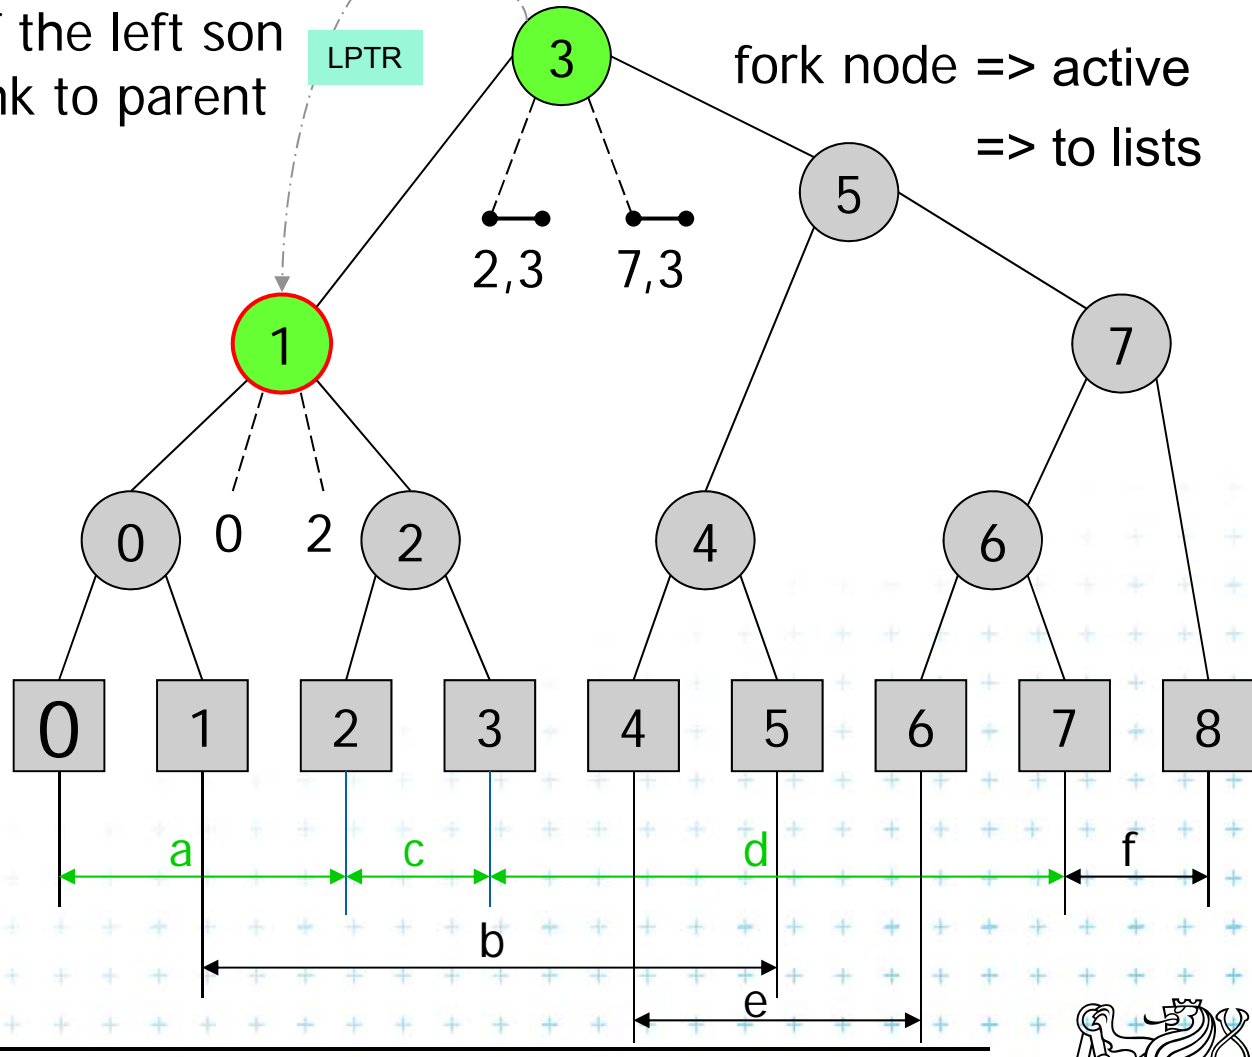 the left son
LPTR
to parent
fork node => active
=> to lists
3
5
2,3 7,3
1
7
0 0 2 2 4 6
0 1 2 3 4 5 6 7 8
a c d f
b
e